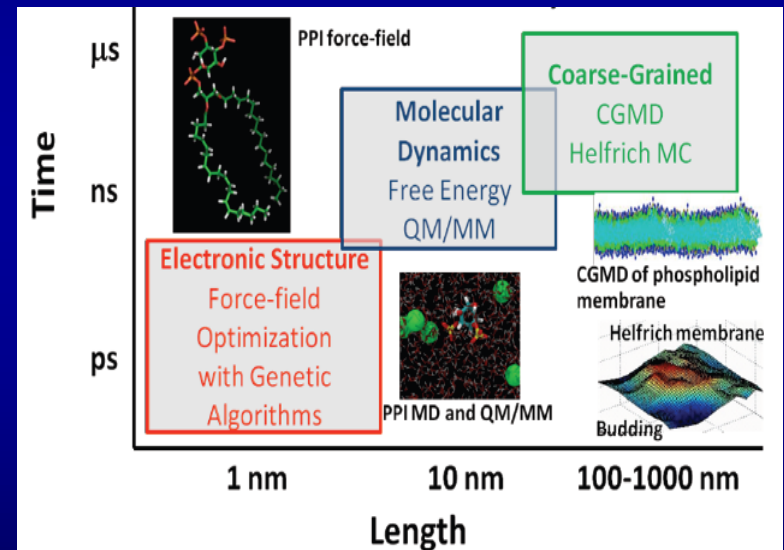 μs
PPI force-field
Coarse-Grained
CGMD
Helfrich MC
Molecular
Dynamics
Free Energy
QM/MM
Time
ns
Electronic Structure
Force-field
Optimization
with Genetic
Algorithms
CGMD of phospholipid
membrane
Helfrich membrane
ps
PPI MD and QM/MM
Budding
1 nm
10 nm
100-1000 nm
Length